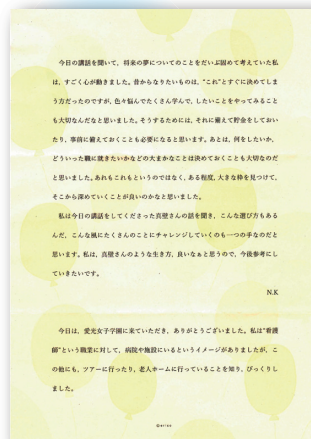 今日の講話を聞いて、将来の夢についてのことをだいぶ固めて考えていた私
は、すごく心が動きました。昔からなりたいものは、“これ”とすぐに決めてしま
う方だったのですが、色々悩んでたくさん学んで、したいことをやってみること
も大切なんだなと思いました。そうするためには、それに備えて貯金をしておい
たり、事前に備えておくことも必要になると思います。あとは、何をしたいか、
どういった職に就きたいかなどの大まかなことは決めておくことも大切なのだ
と思いました。あれもこれもというのではなく、ある程度、大きな枠を見つけて、
そこから深めていくことが良いのかなと思いました。
私は今日の講話をしてくださった真壁さんの話を聞き、こんな選び方もある
んだ、こんな風にたくさんのことにチャレンジしていくのも一つの手なのだと
思います。私は、真壁さんのような生き方、良いなぁと思うので、今後参考にし
ていきたいです。
N.K
今日は、愛光女子学園に来ていただき、ありがとうございました。私は“看護
師”という職業に対して、病院や施設にいるというイメージがありましたが、こ
の他にも、ツアーに行ったり、老人ホームに行っていることを知り、びっくりし
ました。